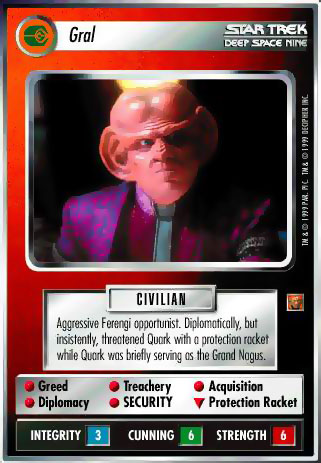 Gral
STAR TREK
DEEP SPACE NINE
TM & © 1999 PAR. PIC. TM & © 1999 DECIPHER INC.
CIVILIAN
Aggressive Ferengi opportunist. Diplomatically, but
insistently, threatened Quark with a protection racket
while Quark was briefly serving as the Grand Nagus.
Greed Treachery Acquisition
Diplomacy SECURITY Protection Racket
INTEGRITY 3 CUNNING 6 STRENGTH 6